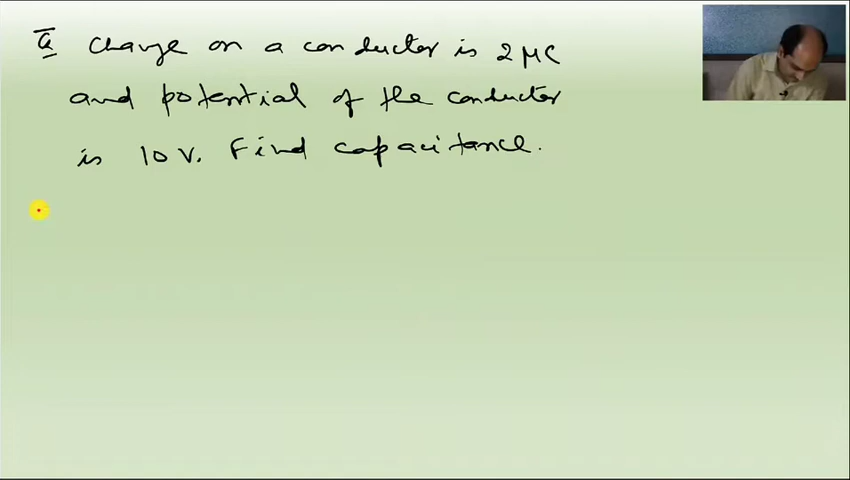 Q Charge on a conductor is 2 μC
and potential of the conductor
is 10 V. Find capacitance.